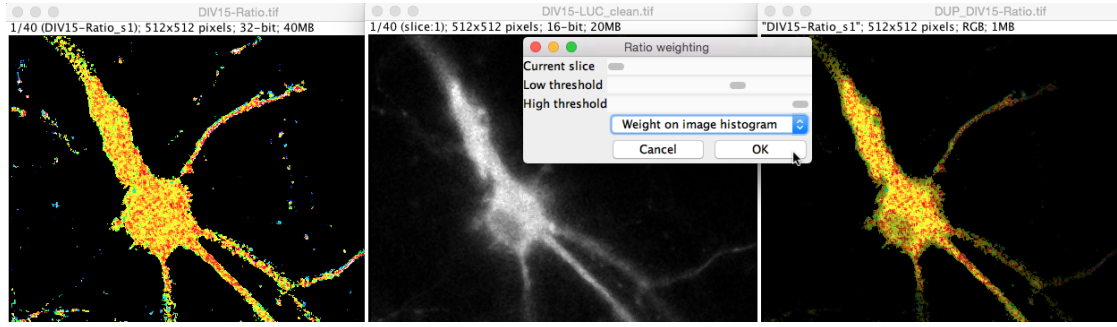 DIV15-Ratio.tif
1/40 (DIV15-Ratio_s1); 512x512 pixels; 32-bit; 40MB
DIV15-LUC_clean.tif
1/40 (slice:1); 512x512 pixels; 16-bit; 20MB
DUP_DIV15-Ratio.tif
"DIV15-Ratio_s1"; 512x512 pixels; RGB; 1MB
Ratio weighting
Current slice
Low threshold
High threshold
Weight on image histogram
Cancel
OK